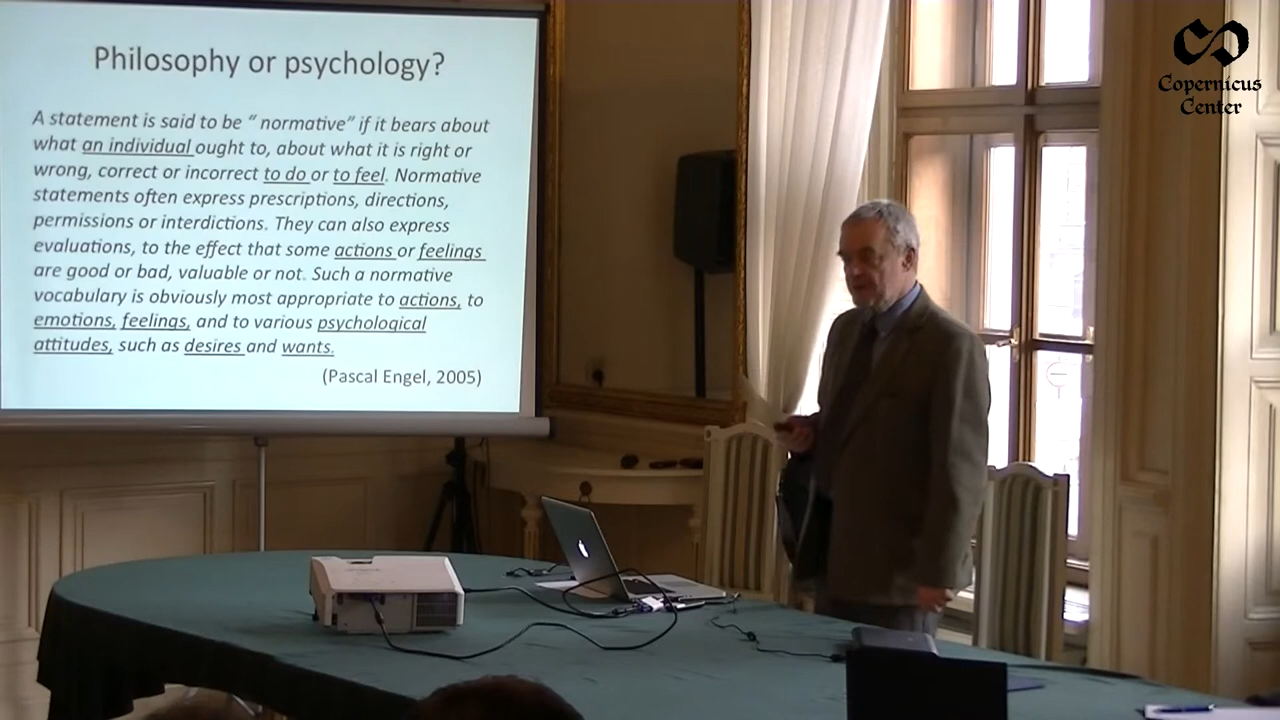 Philosophy or psychology?
A statement is said to be “ normative” if it bears about
what an individual ought to, about what it is right or
wrong, correct or incorrect to do or to feel. Normative
statements often express prescriptions, directions,
permissions or interdictions. They can also express
evaluations, to the effect that some actions or feelings
are good or bad, valuable or not. Such a normative
vocabulary is obviously most appropriate to actions, to
emotions, feelings, and to various psychological
attitudes, such as desires and wants.
(Pascal Engel, 2005)
Copernicus
Center